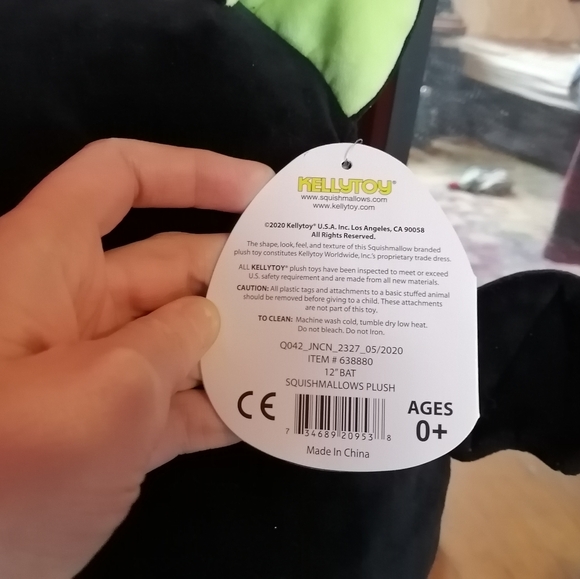 KELLYTOY®
www.squishmallows.com
www.kellytoy.com
©2020 Kellytoy® U.S.A. Inc. Los Angeles, CA 90058
All Rights Reserved.
The shape, look, feel, and texture of this Squishmallow branded
plush toy constitutes Kellytoy Worldwide, Inc.'s proprietary trade dress.
ALL KELLYTOY® plush toys have been inspected to meet or exceed
U.S. safety requirement and are made from all new materials.
CAUTION: All plastic tags and attachments to a basic stuffed animal
should be removed before giving to a child. These attachments
are not part of this toy.
TO CLEAN: Machine wash cold, tumble dry low heat.
Do not bleach. Do not Iron.
Q042_JNCN_2327_05/2020
ITEM # 638880
12" BAT
SQUISHMALLOWS PLUSH
CE
AGES
0+
7 34689 20953 8
Made In China